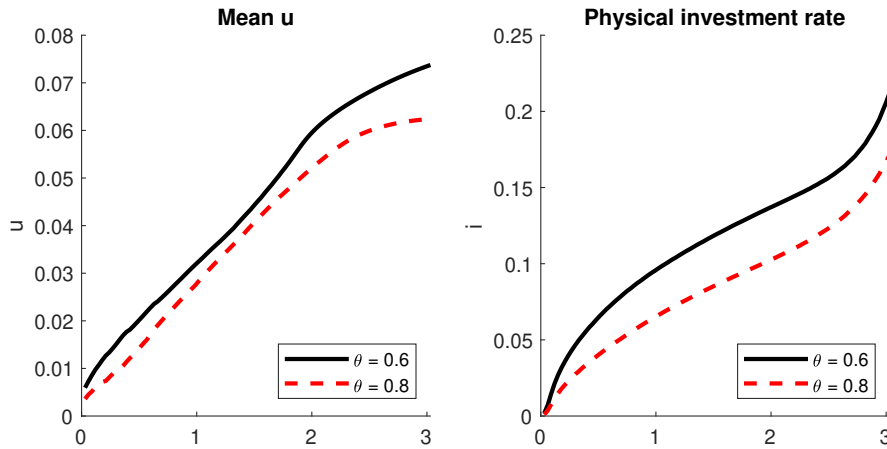 Mean u
0.08
0.07
0.06
0.05
0.04
0.03
0.02
0.01
0
u
0
1
2
3
θ = 0.6
θ = 0.8
Physical investment rate
0.25
0.2
0.15
0.1
0.05
0
i
0
1
2
3
θ = 0.6
θ = 0.8